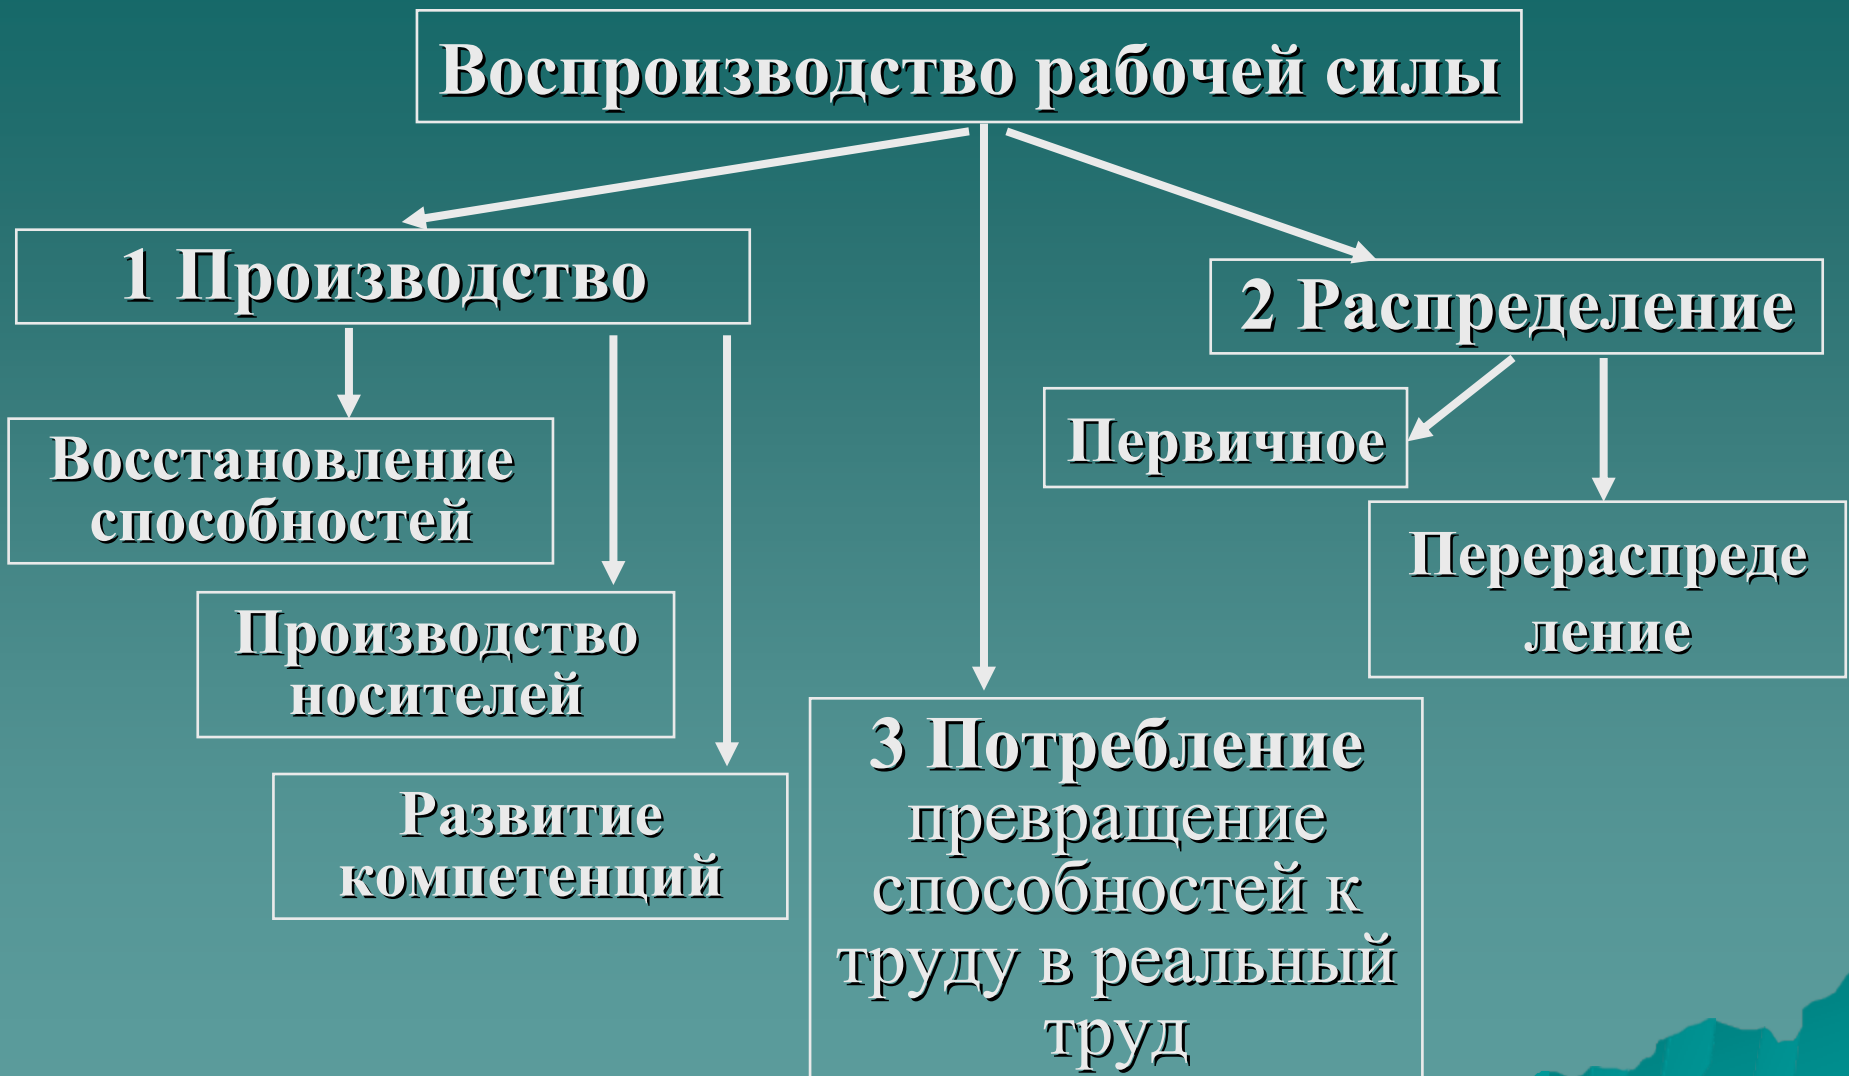 Воспроизводство рабочей силы
1 Производство
2 Распределение
Первичное
Восстановление
способностей
Перераспреде
ление
Производство
носителей
3 Потребление
превращение
способностей к
труду в реальный
труд
Развитие
компетенций